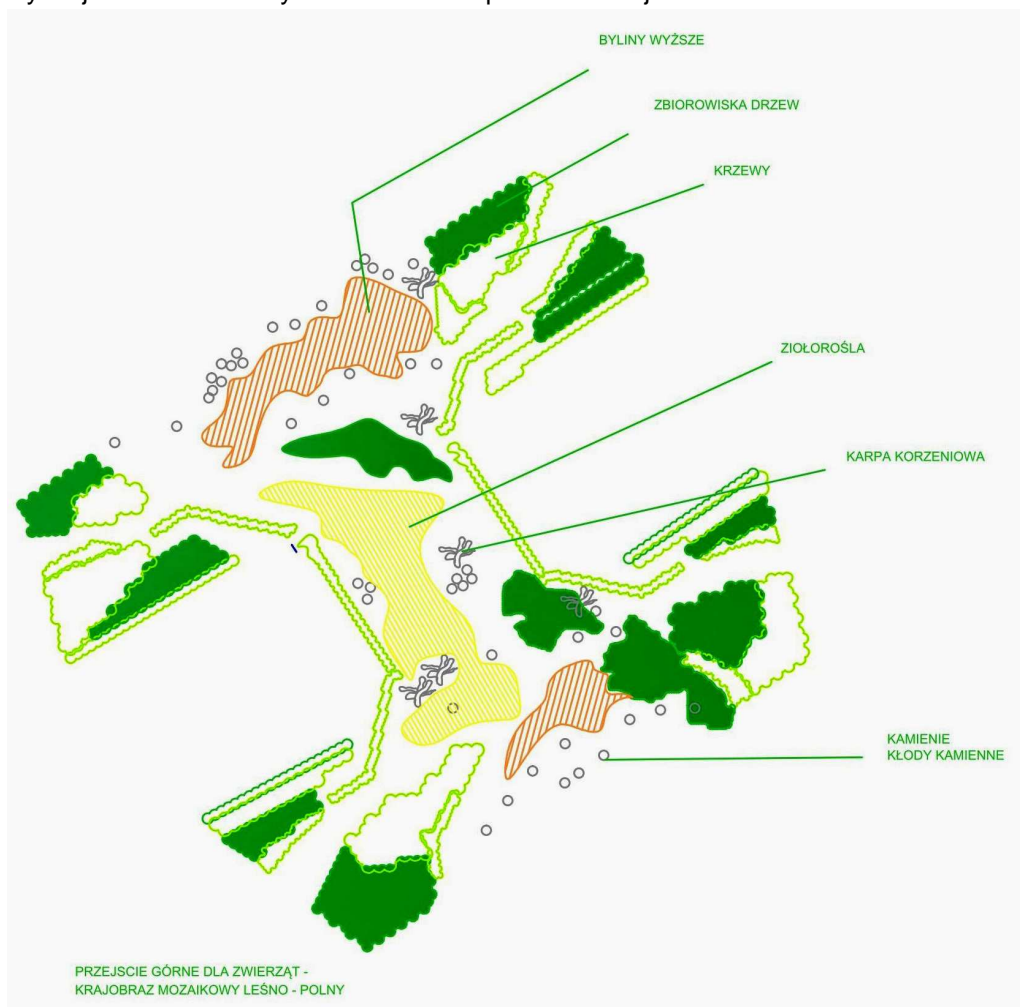 BYLINY WYŻSZE
ZBIOROWISKA DRZEW
KRZEWY
ZIOŁOROŚLA
KARPA KORZENIOWA
KAMIENIE
KŁODY KAMIENNE
PRZEJSCIE GÓRNE DLA ZWIERZĄT -
KRAJOBRAZ MOZAIKOWY LEŚNO - POLNY